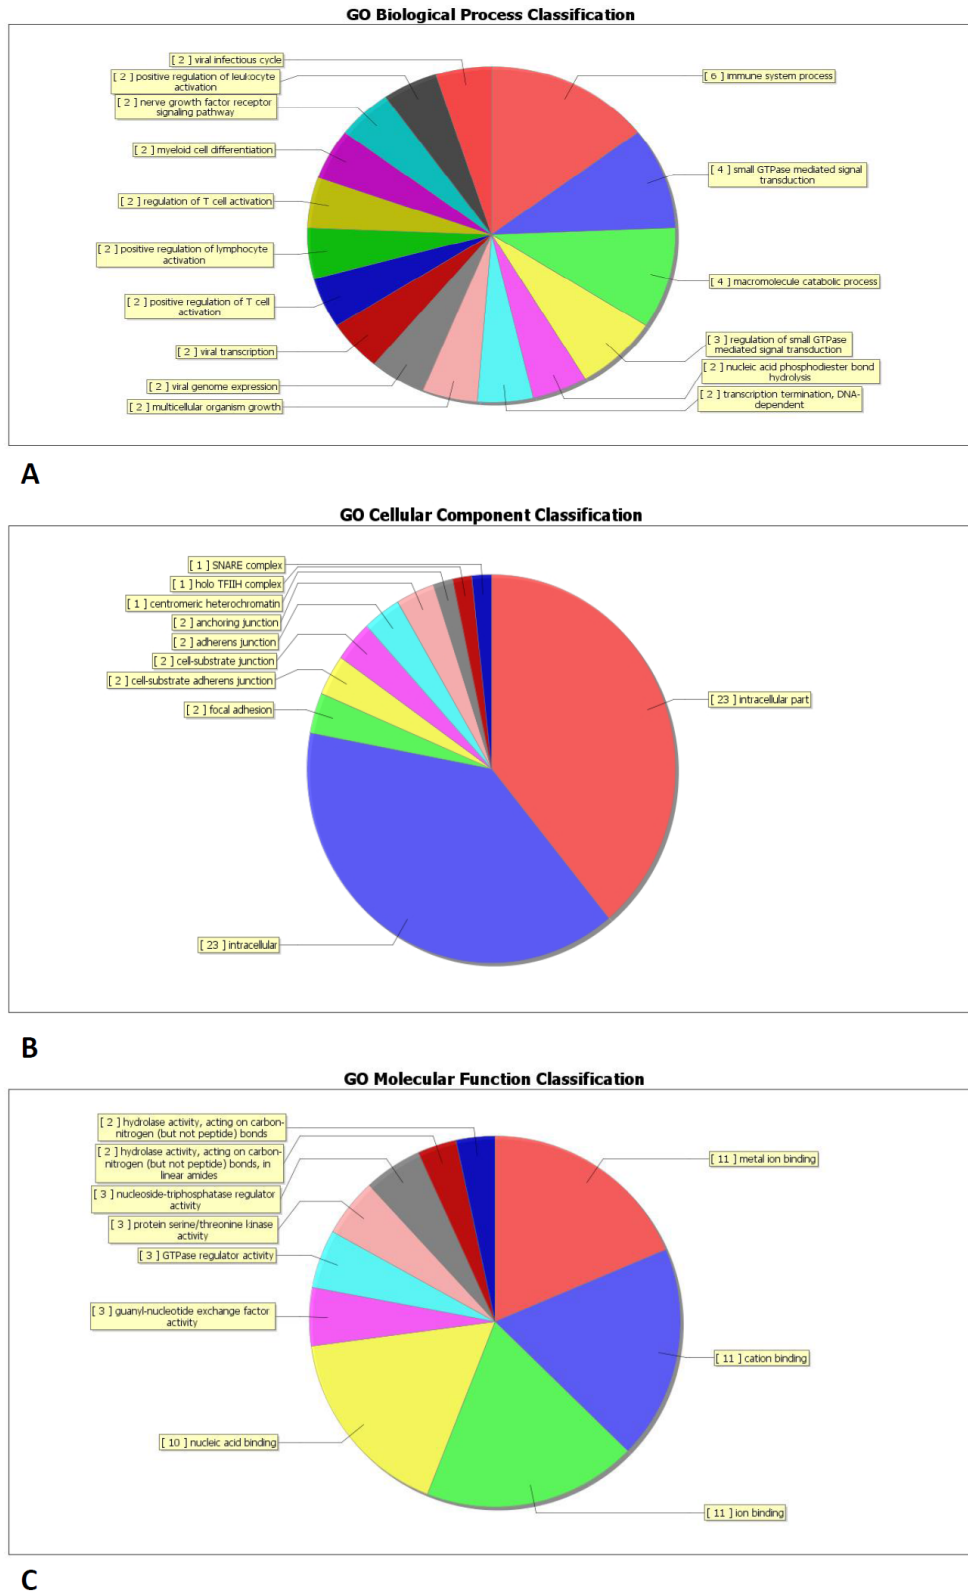 GO Biological Process Classification
[ 2 ] viral infectious cycle
[ 2 ] positive regulation of leukocyte
activation
[ 2 ] nerve growth factor receptor
signaling pathway
[ 2 ] myeloid cell differentiation
[ 2 ] regulation of T cell activation
[ 2 ] positive regulation of lymphocyte
activation
[ 2 ] positive regulation of T cell
activation
[ 2 ] viral transcription
[ 2 ] viral genome expression
[ 2 ] multicellular organism growth
[ 6 ] immune system process
[ 4 ] small GTPase mediated signal
transduction
[ 4 ] macromolecule catabolic process
[ 3 ] regulation of small GTPase
mediated signal transduction
[ 2 ] nucleic acid phosphodiester bond
hydrolysis
[ 2 ] transcription termination, DNA-
dependent
A
GO Cellular Component Classification
[ 1 ] SNARE complex
[ 1 ] holo TFIIH complex
[ 1 ] centromeric heterochromatin
[ 2 ] anchoring junction
[ 2 ] adherens junction
[ 2 ] cell-substrate junction
[ 2 ] cell-substrate adherens junction
[ 2 ] focal adhesion
[ 23 ] intracellular part
[ 23 ] intracellular
B
GO Molecular Function Classification
[ 2 ] hydrolase activity, acting on carbon-
nitrogen (but not peptide) bonds
[ 2 ] hydrolase activity, acting on carbon-
nitrogen (but not peptide) bonds, in
linear amides
[ 3 ] nucleoside-triphosphatase regulator
activity
[ 3 ] protein serine/threonine kinase
activity
[ 3 ] GTPase regulator activity
[ 3 ] guanyl-nucleotide exchange factor
activity
[ 10 ] nucleic acid binding
[ 11 ] metal ion binding
[ 11 ] cation binding
[ 11 ] ion binding
C